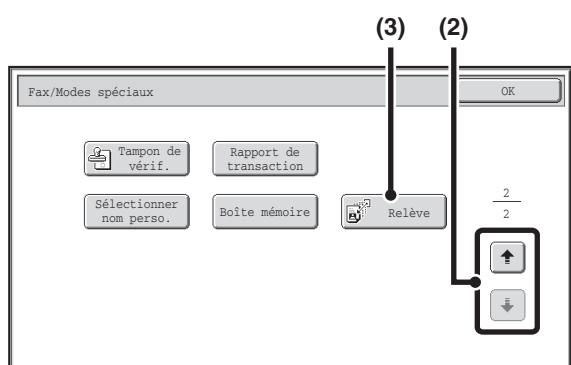 (3) (2)
Fax/Modes spéciaux OK
Tampon de
vérif.
Rapport de
transaction
Sélectionner
nom perso.
Boîte mémoire
Relève
2
2